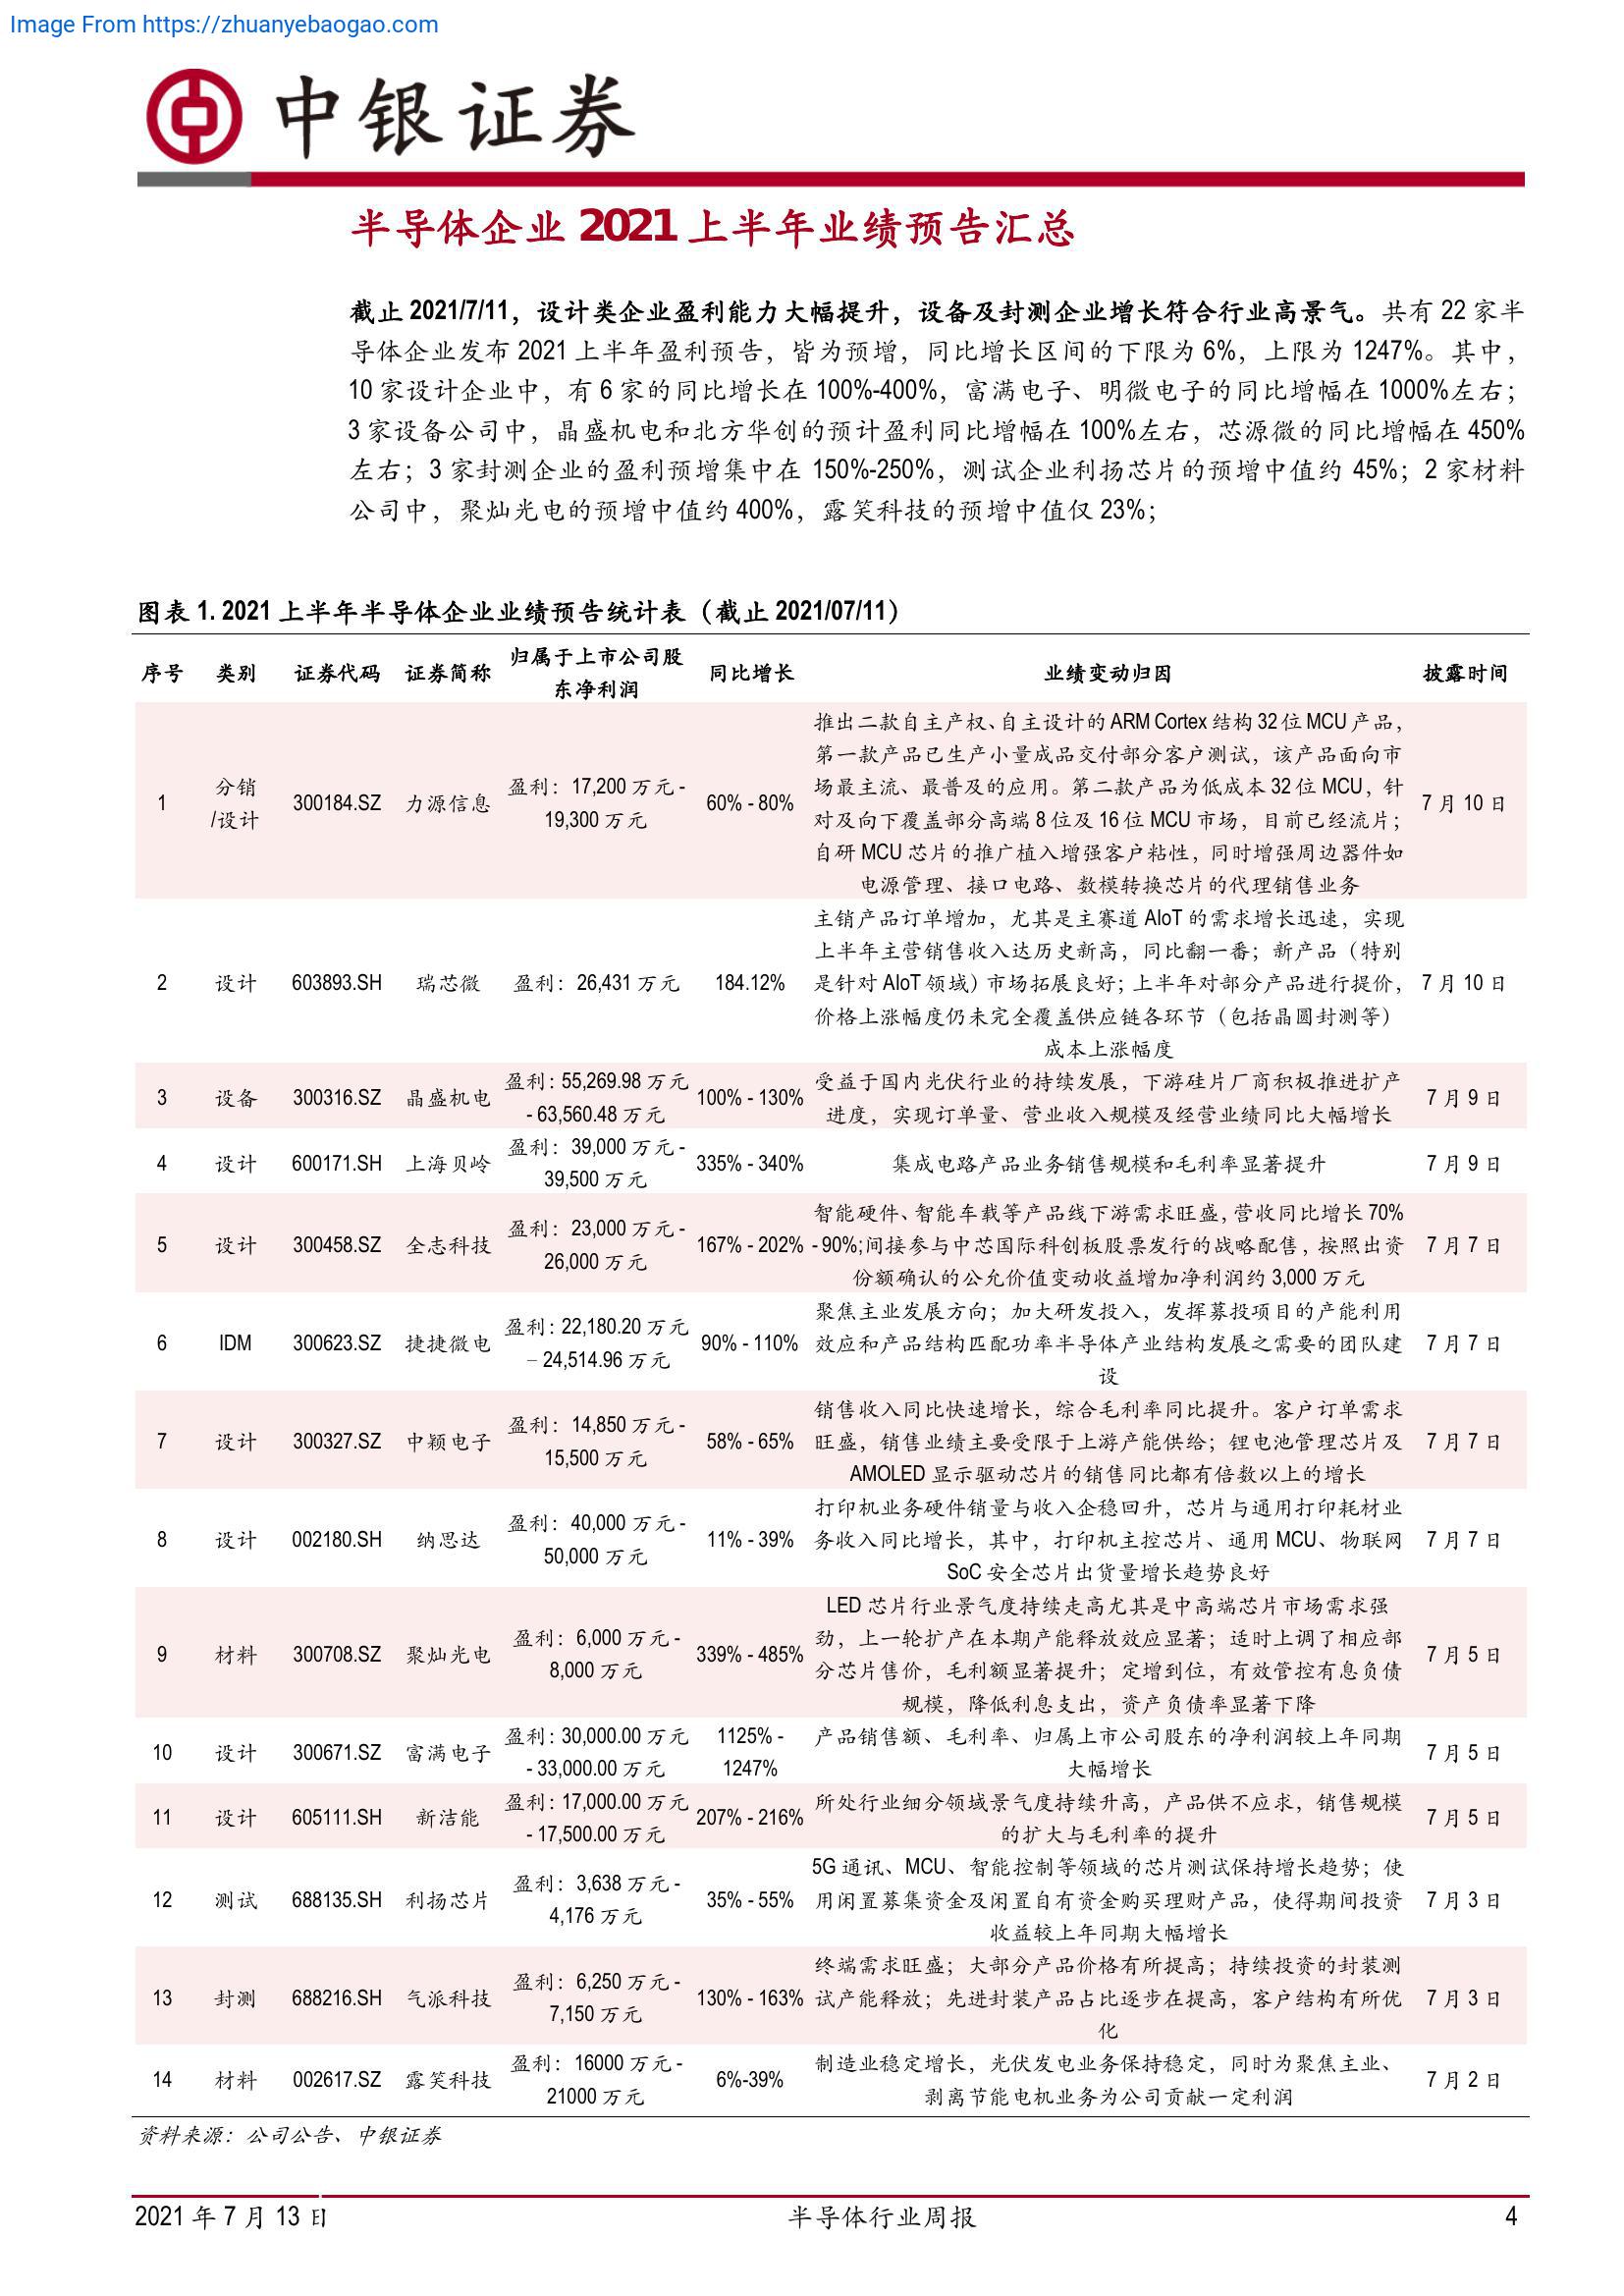 Image From https://zhuanyebaogao.com
中银证券
半导体企业 2021 上半年业绩预告汇总
截止 2021/7/11，设计类企业盈利能力大幅提升，设备及封测企业增长符合行业高景气。共有 22 家半
导体企业发布 2021 上半年盈利预告，皆为预增，同比增长区间的下限为 6%，上限为 1247%。其中，
10 家设计企业中，有 6 家的同比增长在 100%-400%，富满电子、明微电子的同比增幅在 1000%左右；
3 家设备公司中，晶盛机电和北方华创的预计盈利同比增幅在 100%左右，芯源微的同比增幅在 450%
左右；3 家封测企业的盈利预增集中在 150%-250%，测试企业利扬芯片的预增中值约 45%；2 家材料
公司中，聚灿光电的预增中值约 400%，露笑科技的预增中值仅 23%；
图表 1. 2021 上半年半导体企业业绩预告统计表（截止 2021/07/11）
序号 类别 证券代码 证券简称 归属于上市公司股 同比增长 业绩变动归因 披露时间
东净利润
推出二款自主产权、自主设计的 ARM Cortex 结构 32 位 MCU 产品，
第一款产品已生产小量成品交付部分客户测试，该产品面向市
1 分销 300184.SZ 力源信息 盈利：17,200 万元 - 60% - 80% 场最主流、最普及的应用。第二款产品为低成本 32 位 MCU，针 7 月 10 日
/设计 19,300 万元 对及向下覆盖部分高端 8 位及 16 位 MCU 市场，目前已经流片；
自研 MCU 芯片的推广植入增强客户粘性，同时增强周边器件如
电源管理、接口电路、数模转换芯片的代理销售业务
主销产品订单增加，尤其是主赛道 AIoT 的需求增长迅速，实现
上半年主营销售收入达历史新高，同比翻一番；新产品（特别
2 设计 603893.SH 瑞芯微 盈利：26,431 万元 184.12% 是针对 AIoT 领域）市场拓展良好；上半年对部分产品进行提价， 7 月 10 日
价格上涨幅度仍未完全覆盖供应链各环节（包括晶圆封测等）
成本上涨幅度
3 设备 300316.SZ 晶盛机电 盈利：55,269.98 万元 100% - 130% 受益于国内光伏行业的持续发展，下游硅片厂商积极推进扩产 7 月 9 日
- 63,560.48 万元 进度，实现订单量、营业收入规模及经营业绩同比大幅增长
4 设计 600171.SH 上海贝岭 盈利：39,000 万元 - 335% - 340% 集成电路产品业务销售规模和毛利率显著提升 7 月 9 日
39,500 万元
智能硬件、智能车载等产品线下游需求旺盛，营收同比增长 70%
5 设计 300458.SZ 全志科技 盈利：23,000 万元 - 167% - 202% - 90%;间接参与中芯国际科创板股票发行的战略配售，按照出资 7 月 7 日
26,000 万元 份额确认的公允价值变动收益增加净利润约 3,000 万元
聚焦主业发展方向；加大研发投入，发挥募投项目的产能利用
6 IDM 300623.SZ 捷捷微电 盈利：22,180.20 万元 90% - 110% 效应和产品结构匹配功率半导体产业结构发展之需要的团队建 7 月 7 日
– 24,514.96 万元 设
销售收入同比快速增长，综合毛利率同比提升。客户订单需求
7 设计 300327.SZ 中颖电子 盈利：14,850 万元 - 58% - 65% 旺盛，销售业绩主要受限于上游产能供给；锂电池管理芯片及 7 月 7 日
15,500 万元 AMOLED 显示驱动芯片的销售同比都有倍数以上的增长
打印机业务硬件销量与收入企稳回升，芯片与通用打印耗材业
8 设计 002180.SH 纳思达 盈利：40,000 万元 - 11% - 39% 务收入同比增长，其中，打印机主控芯片、通用 MCU、物联网 7 月 7 日
50,000 万元 SoC 安全芯片出货量增长趋势良好
LED 芯片行业景气度持续走高尤其是中高端芯片市场需求强
9 材料 300708.SZ 聚灿光电 盈利：6,000 万元 - 339% - 485% 劲，上一轮扩产在本期产能释放效应显著；适时上调了相应部 7 月 5 日
8,000 万元 分芯片售价，毛利额显著提升；定增到位，有效管控有息负债
规模，降低利息支出，资产负债率显著下降
10 设计 300671.SZ 富满电子 盈利：30,000.00 万元 1125% - 产品销售额、毛利率、归属上市公司股东的净利润较上年同期 7 月 5 日
- 33,000.00 万元 1247% 大幅增长
11 设计 605111.SH 新洁能 盈利：17,000.00 万元 207% - 216% 所处行业细分领域景气度持续升高，产品供不应求，销售规模 7 月 5 日
- 17,500.00 万元 的扩大与毛利率的提升
5G 通讯、MCU、智能控制等领域的芯片测试保持增长趋势；使
12 测试 688135.SH 利扬芯片 盈利：3,638 万元 - 35% - 55% 用闲置募集资金及闲置自有资金购买理财产品，使得期间投资 7 月 3 日
4,176 万元 收益较上年同期大幅增长
终端需求旺盛；大部分产品价格有所提高；持续投资的封装测
13 封测 688216.SH 气派科技 盈利：6,250 万元 - 130% - 163% 试产能释放；先进封装产品占比逐步在提高，客户结构有所优 7 月 3 日
7,150 万元 化
14 材料 002617.SZ 露笑科技 盈利：16000 万元 - 6%-39% 制造业稳定增长，光伏发电业务保持稳定，同时为聚焦主业、 7 月 2 日
21000 万元 剥离节能电机业务为公司贡献一定利润
资料来源：公司公告、中银证券
2021 年 7 月 13 日 半导体行业周报 4